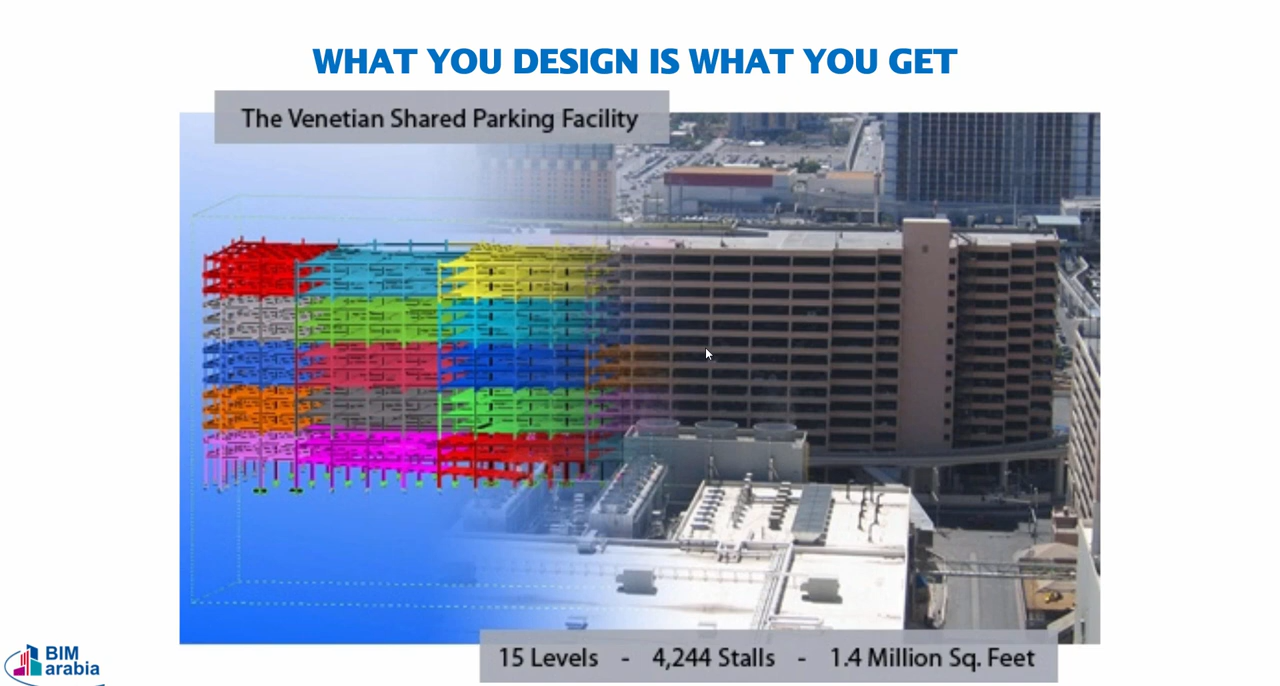 WHAT YOU DESIGN IS WHAT YOU GET
The Venetian Shared Parking Facility
15 Levels - 4,244 Stalls - 1.4 Million Sq. Feet
BIM
arabia